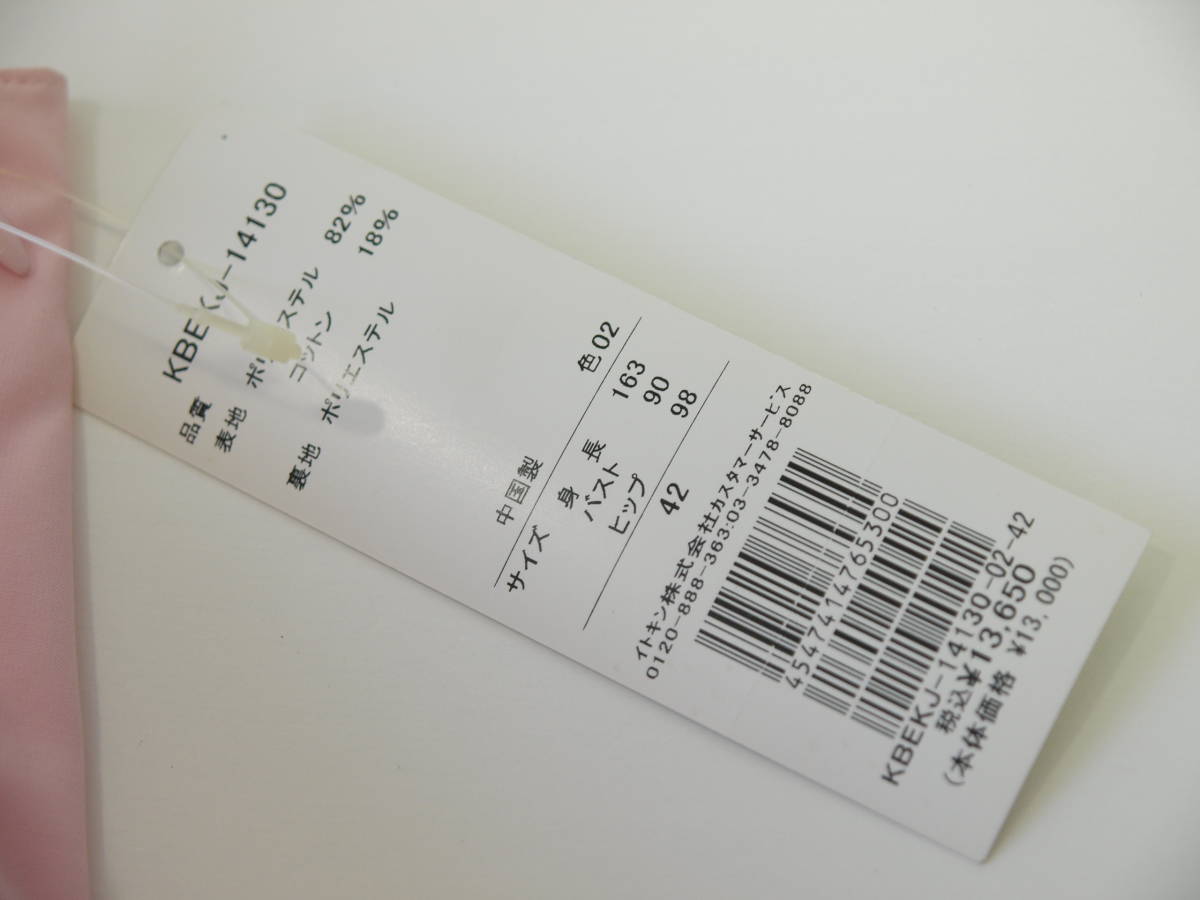 KBEKJ-14130
品質
表地 ポリエステル 82%
コットン 18%
裏地 ポリエステル
中国製 色02
サイズ 身長 163
バスト 90
ヒップ 98
42
イトキン株式会社カスタマーサービス
0120-888-363:03-3478-8088
4547414765300
KBEKJ-14130-02-42
税込¥13,650
(本体価格 ¥13,000)